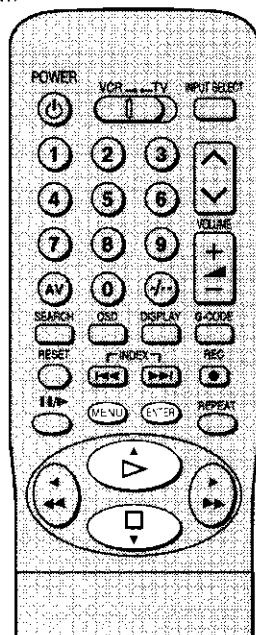 POWER VCR TV INPUT SELECT
1 2 3
4 5 6
7 8 9
VOLUME
AV 0 -/--
SEARCH OSD DISPLAY G-CODE
RESET INDEX REC
MENU ENTER REPEAT